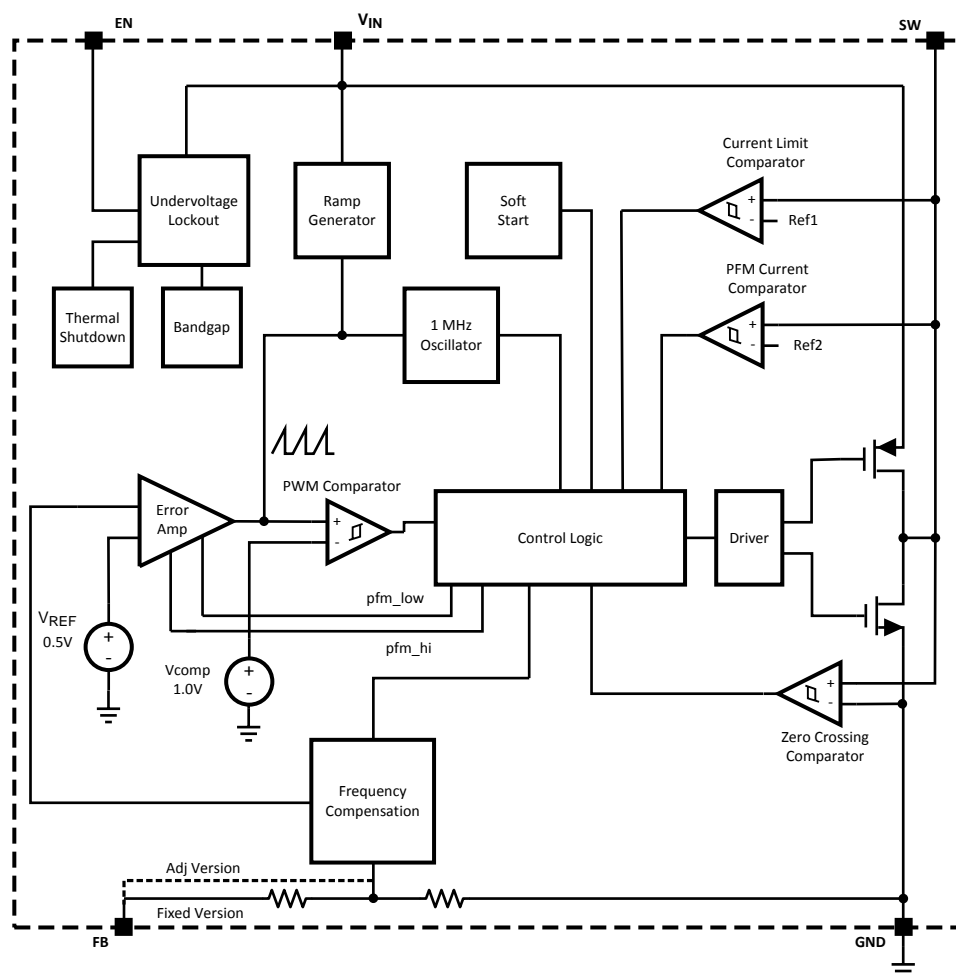 EN
VIN
SW
Current Limit
Comparator
Undervoltage
Lockout
Ramp
Generator
Soft
Start
+
-
Ref1
PFM Current
Comparator
Thermal
Shutdown
Bandgap
1 MHz
Oscillator
+
-
Ref2
PWM Comparator
Error
Amp
+
-
Control Logic
Driver
pfm_low
VREF
0.5V
+
-
pfm_hi
Vcomp
1.0V
+
-
+
-
Zero Crossing
Comparator
Frequency
Compensation
Adj Version
Fixed Version
FB
GND